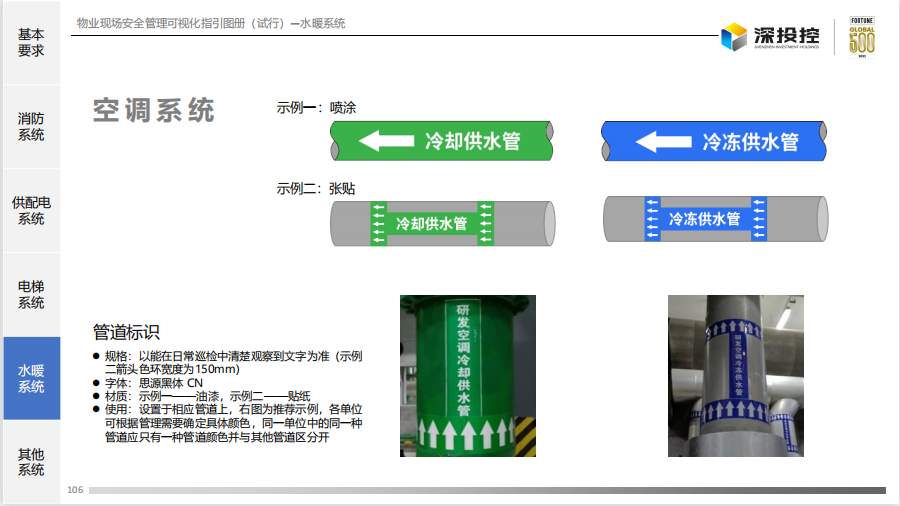 物业现场安全管理可视化指引图册（试行）—水暖系统
深投控
SHENZHEN INVESTMENT HOLDINGS
FORTUNE
GLOBAL
500
基本
要求
消防
系统
供配电
系统
电梯
系统
水暖
系统
其他
系统
空调系统
示例一：喷涂
冷却供水管
冷冻供水管
示例二：张贴
冷却供水管
冷冻供水管
管道标识
● 规格：以能在日常巡检中清楚观察到文字为准（示例
二箭头色环宽度为150mm）
● 字体：思源黑体 CN
● 材质：示例一——油漆，示例二——贴纸
● 使用：设置于相应管道上，右图为推荐示例，各单位
可根据管理需要确定具体颜色，同一单位中的同一种
管道应只有一种管道颜色并与其他管道区分开
研发空调冷却供水管
研发空调冷冻供水管
106